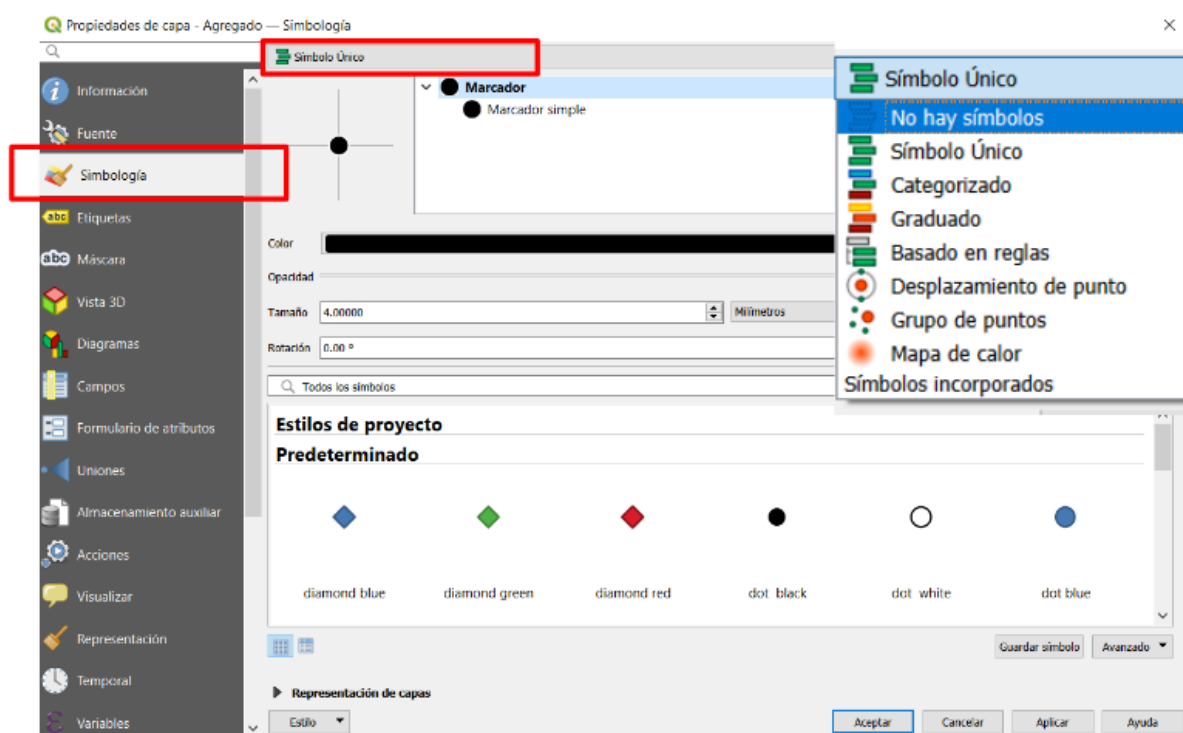 Propiedades de capa - Agregado — Simbología
Símbolo Único
Información
Fuente
Simbología
Etiquetas
Máscara
Vista 3D
Diagramas
Campos
Formulario de atributos
Uniones
Almacenamiento auxiliar
Acciones
Visualizar
Representación
Temporal
Variables
Marcador
Marcador simple
Color
Opacidad
Tamaño 4.00000 Milímetros
Rotación 0.00 °
Todos los símbolos
Símbolo Único
No hay símbolos
Símbolo Único
Categorizado
Graduado
Basado en reglas
Desplazamiento de punto
Grupo de puntos
Mapa de calor
Símbolos incorporados
Estilos de proyecto
Predeterminado
diamond blue diamond green diamond red dot black dot white dot blue
Guardar símbolo Avanzado
Representación de capas
Estilo Aceptar Cancelar Aplicar Ayuda